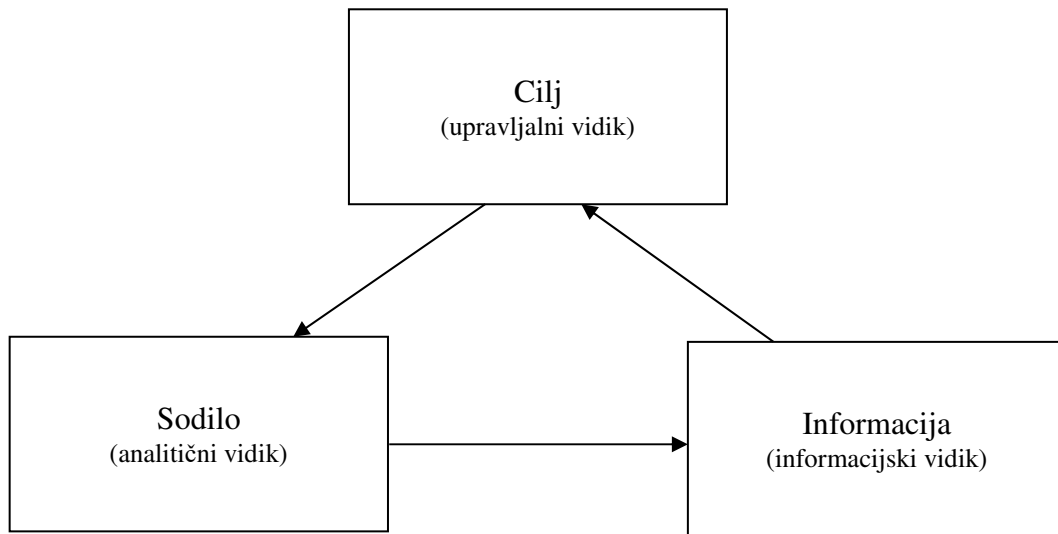 Cilj
(upravljalni vidik)
Sodilo
(analitični vidik)
Informacija
(informacijski vidik)